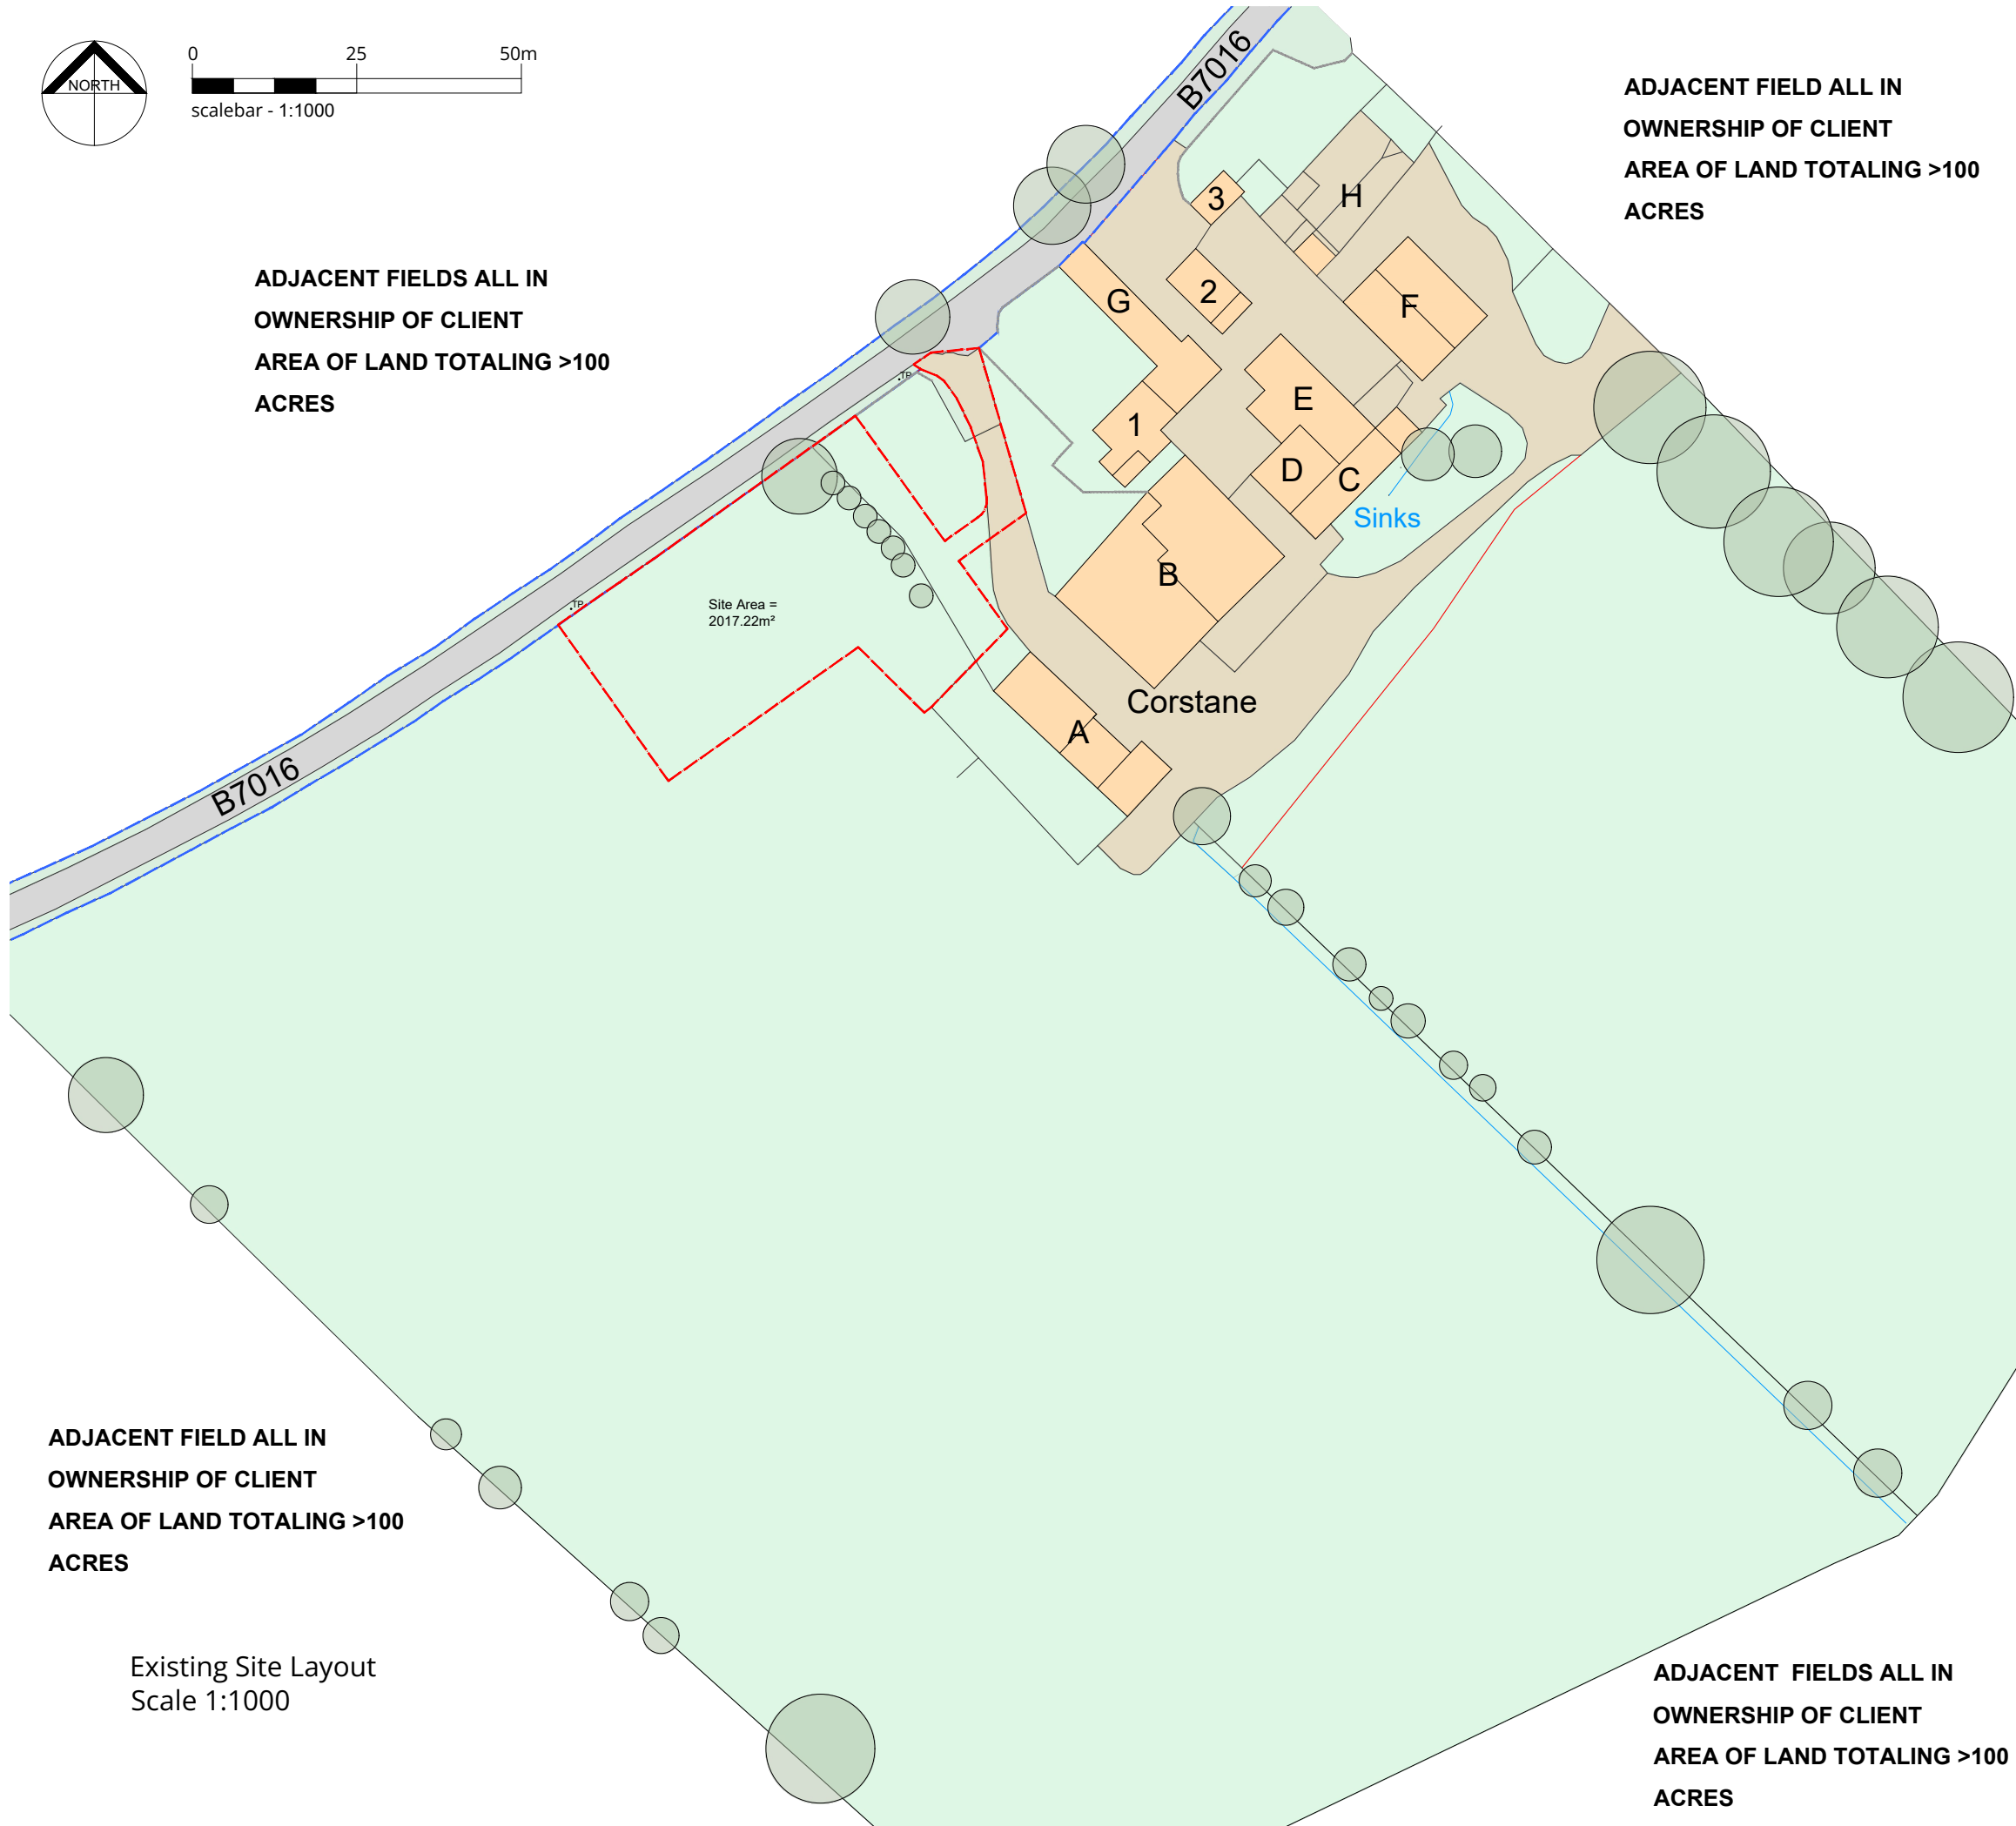 NORTH
0 25 50m
scalebar - 1:1000
B7016
ADJACENT FIELD ALL IN
OWNERSHIP OF CLIENT
AREA OF LAND TOTALING >100
ACRES
ADJACENT FIELDS ALL IN
OWNERSHIP OF CLIENT
AREA OF LAND TOTALING >100
ACRES
3
H
2
G
F
TP
E
1
D
C
Sinks
B
TP
Site Area =
2017.22m²
Corstane
A
B7016
ADJACENT FIELD ALL IN
OWNERSHIP OF CLIENT
AREA OF LAND TOTALING >100
ACRES
Existing Site Layout
Scale 1:1000
ADJACENT FIELDS ALL IN
OWNERSHIP OF CLIENT
AREA OF LAND TOTALING >100
ACRES